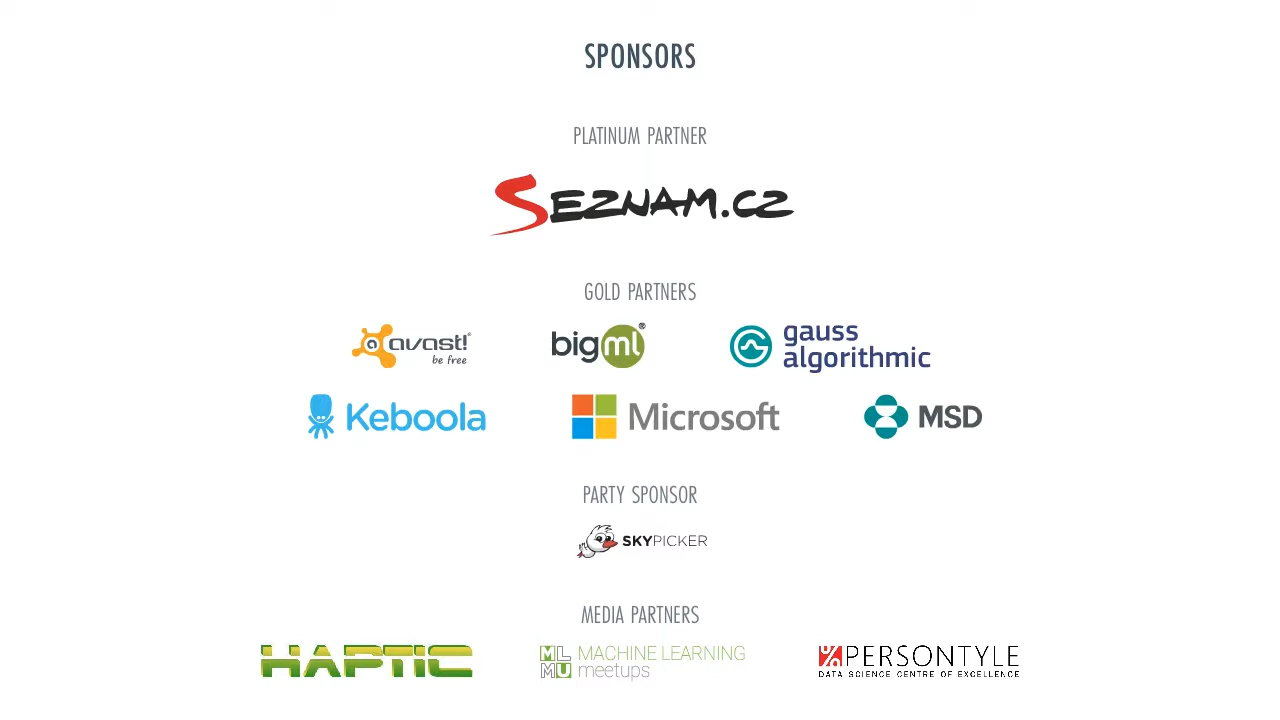 SPONSORS
PLATINUM PARTNER
SEZNAM.CZ
GOLD PARTNERS
avast!®
be free
bigml®
gauss
algorithmic
Keboola
Microsoft
MSD
PARTY SPONSOR
SKYPICKER
MEDIA PARTNERS
HAPTIC
ML
MU
MACHINE LEARNING
meetups
PERSONTYLE
DATA SCIENCE CENTRE OF EXCELLENCE